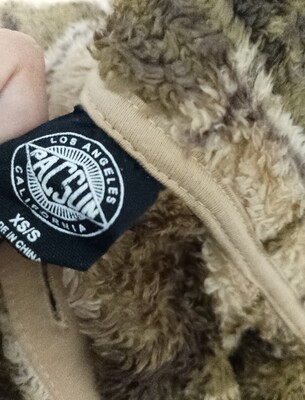 LOS ANGELES
PACSUN
CALIFORNIA
XS/S
DE IN CHINA